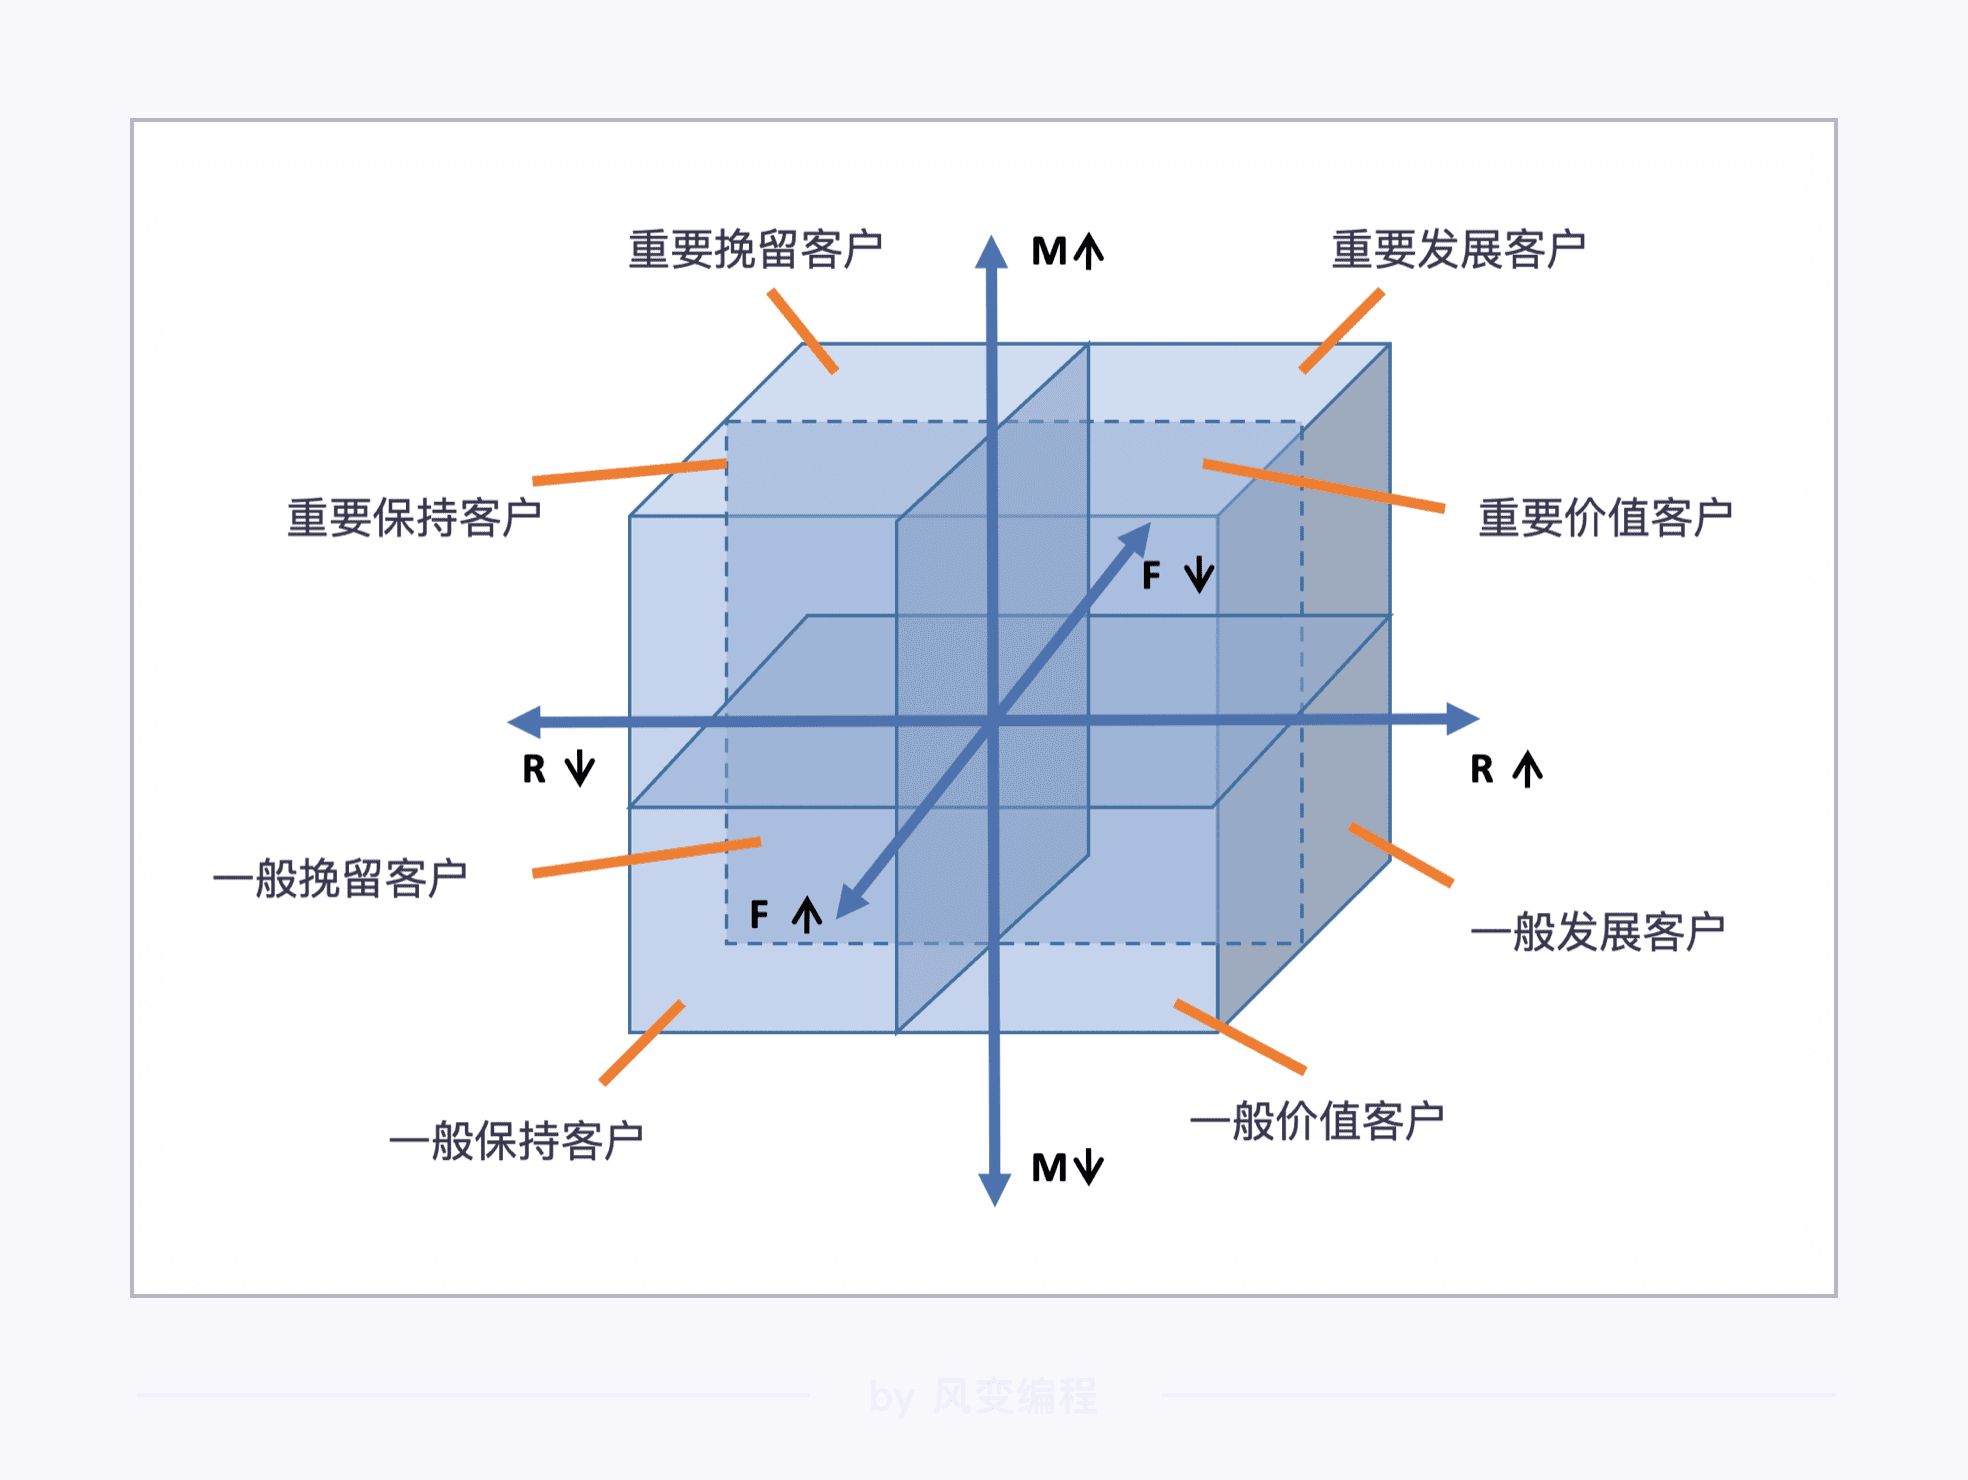 重要挽留客户
M↑
重要发展客户
重要保持客户
重要价值客户
F ↓
R ↓
R ↑
一般挽留客户
F ↑
一般发展客户
一般保持客户
一般价值客户
M↓
by 风变编程